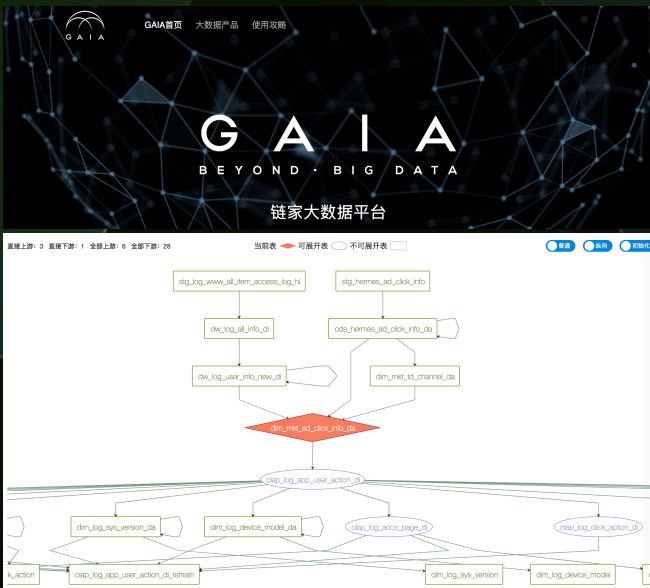 GAIA
GAIA首页 大数据产品 使用攻略
GAIA
BEYOND · BIG DATA
链家大数据平台
直接上游: 3 直接下游: 1 全部上游: 6 全部下游: 28
当前表 可展开表 不可展开表
普通 纵向 初始化
stg_log_www_all_item_access_log_hi stg_hermes_ad_click_info
dw_log_all_info_di ods_hermes_ad_click_info_da
dw_log_user_info_new_di dim_mkt_td_channel_da
dim_mkt_ad_click_info_da
olap_log_app_user_action_di
dim_log_sys_version_da dim_log_device_model_da olap_log_accs_page_di olap_log_click_action_di
k_action olap_log_app_user_action_di_refresh dim_log_sys_version dim_log_device_model